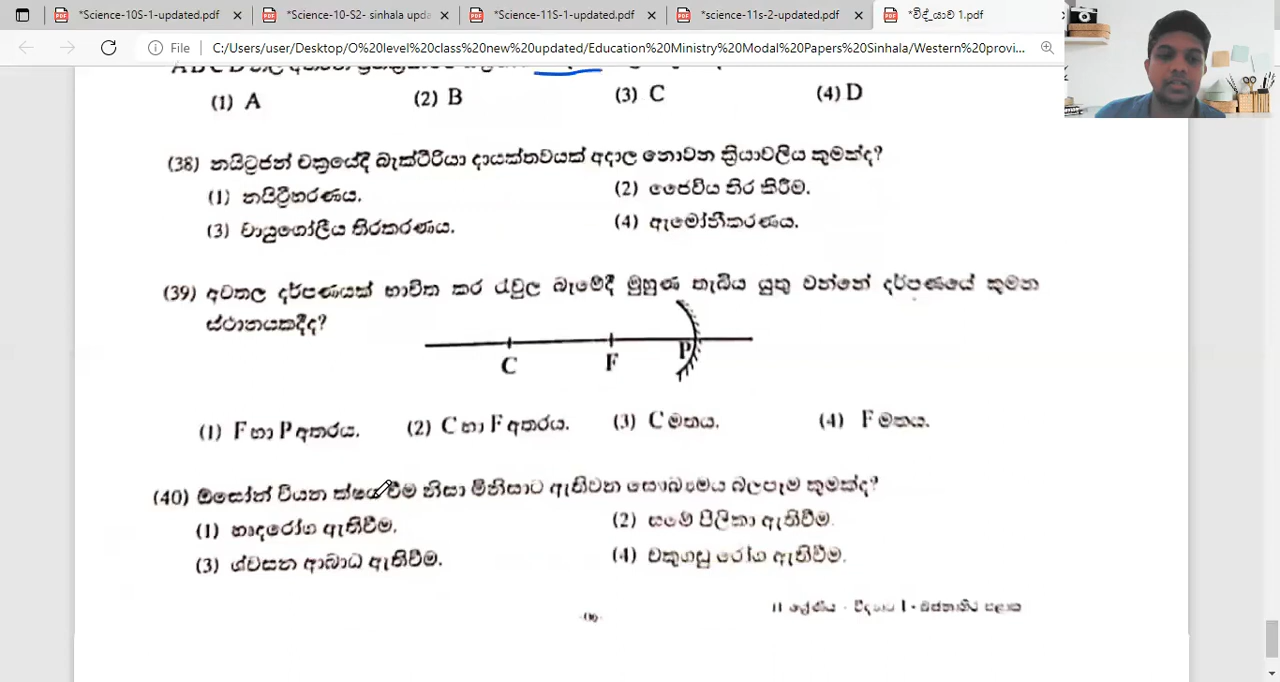 *Science-10S-1-updated.pdf
*Science-10-S2- sinhala upd
*Science-11S-1-updated.pdf
*science-11s-2-updated.pdf
File C:/Users/user/Desktop/O%20level%20class%20new%20updated/Education%20Ministry%20Modal%20Papers%20Sinhala/Western%20provi...
(1) A (2) B (3) C (4) D
(38) නයිට්‍රජන් චක්‍රයේදී බැක්ටීරියා දායකත්වයක් අදාල නොවන ක්‍රියාවලිය කුමක්ද?
(1) නයිට්‍රීහරණය. (2) ජෛවීය තිර කිරීම.
(3) වායුගෝලීය තිරකරණය. (4) ඇමෝනීකරණය.
(39) අවතල දර්පණයක් භාවිත කර රැවුල බෑමේදී මුහුණ තැබිය යුතු වන්නේ දර්පණයේ කුමන
ස්ථානයකදීද?
C F P
(1) F හා P අතරය. (2) C හා F අතරය. (3) C මතය. (4) F මතය.
(40) ඕසෝන් වියන ක්ෂයවීම නිසා මිනිසාට ඇතිවන සෞඛ්‍යමය බලපෑම කුමක්ද?
(1) හෘදරෝග ඇතිවීම. (2) සමේ පිලිකා ඇතිවීම.
(3) ශ්වසන ආබාධ ඇතිවීම. (4) වකුගඩු රෝග ඇතිවීම.
11 ශ්‍රේණිය - විද්‍යාව I - බස්නාහිර පළාත